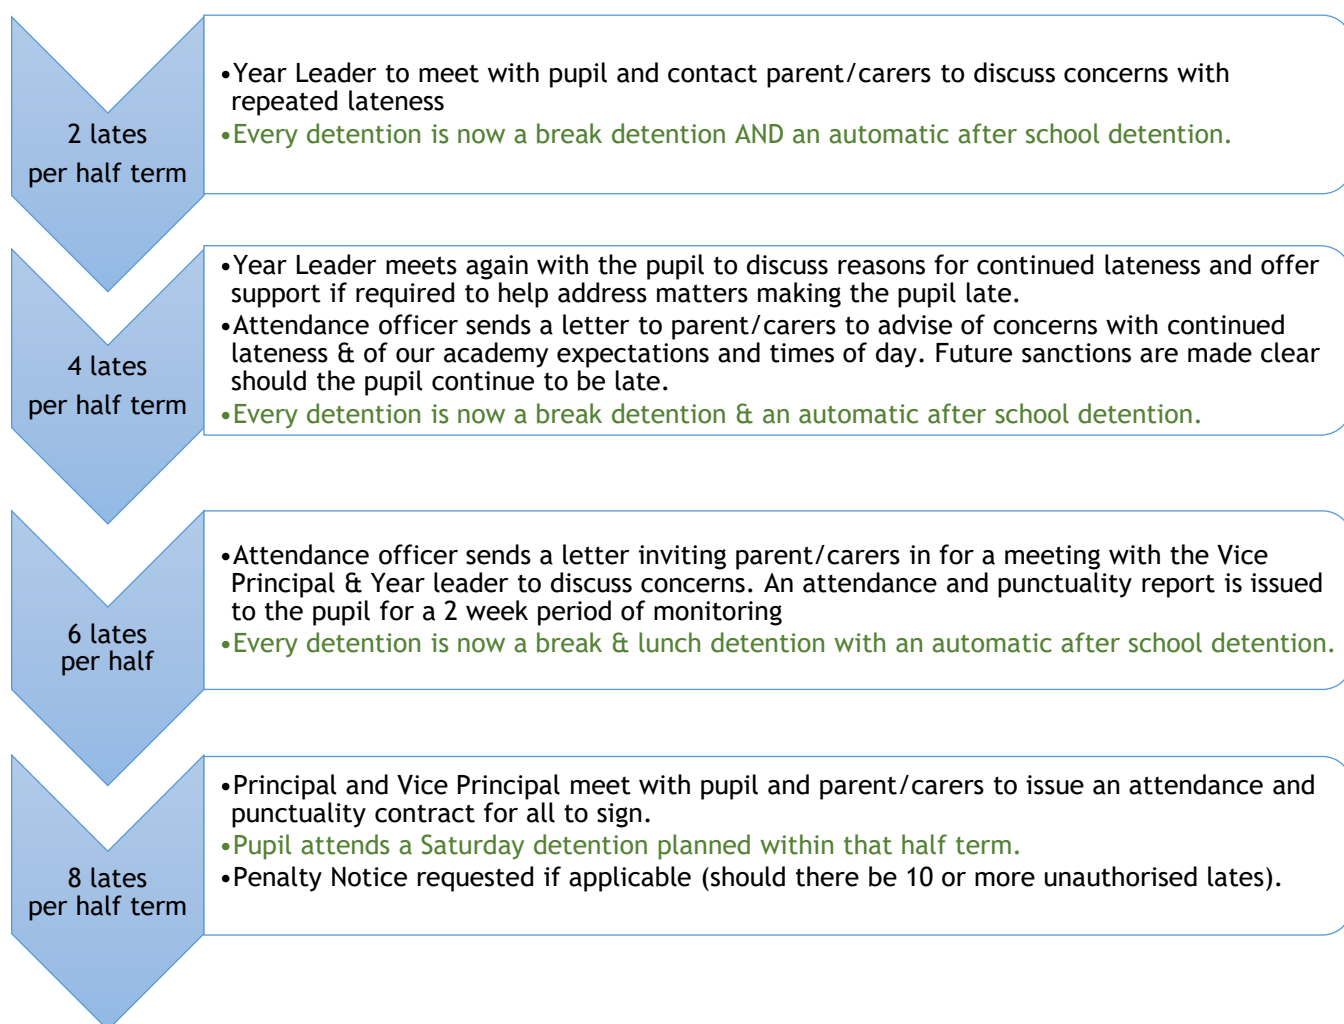 2 lates
per half term
•Year Leader to meet with pupil and contact parent/carers to discuss concerns with
repeated lateness
•Every detention is now a break detention AND an automatic after school detention.
4 lates
per half term
•Year Leader meets again with the pupil to discuss reasons for continued lateness and offer
support if required to help address matters making the pupil late.
•Attendance officer sends a letter to parent/carers to advise of concerns with continued
lateness & of our academy expectations and times of day. Future sanctions are made clear
should the pupil continue to be late.
•Every detention is now a break detention & an automatic after school detention.
6 lates
per half
•Attendance officer sends a letter inviting parent/carers in for a meeting with the Vice
Principal & Year leader to discuss concerns. An attendance and punctuality report is issued
to the pupil for a 2 week period of monitoring
•Every detention is now a break & lunch detention with an automatic after school detention.
8 lates
per half term
•Principal and Vice Principal meet with pupil and parent/carers to issue an attendance and
punctuality contract for all to sign.
•Pupil attends a Saturday detention planned within that half term.
•Penalty Notice requested if applicable (should there be 10 or more unauthorised lates).